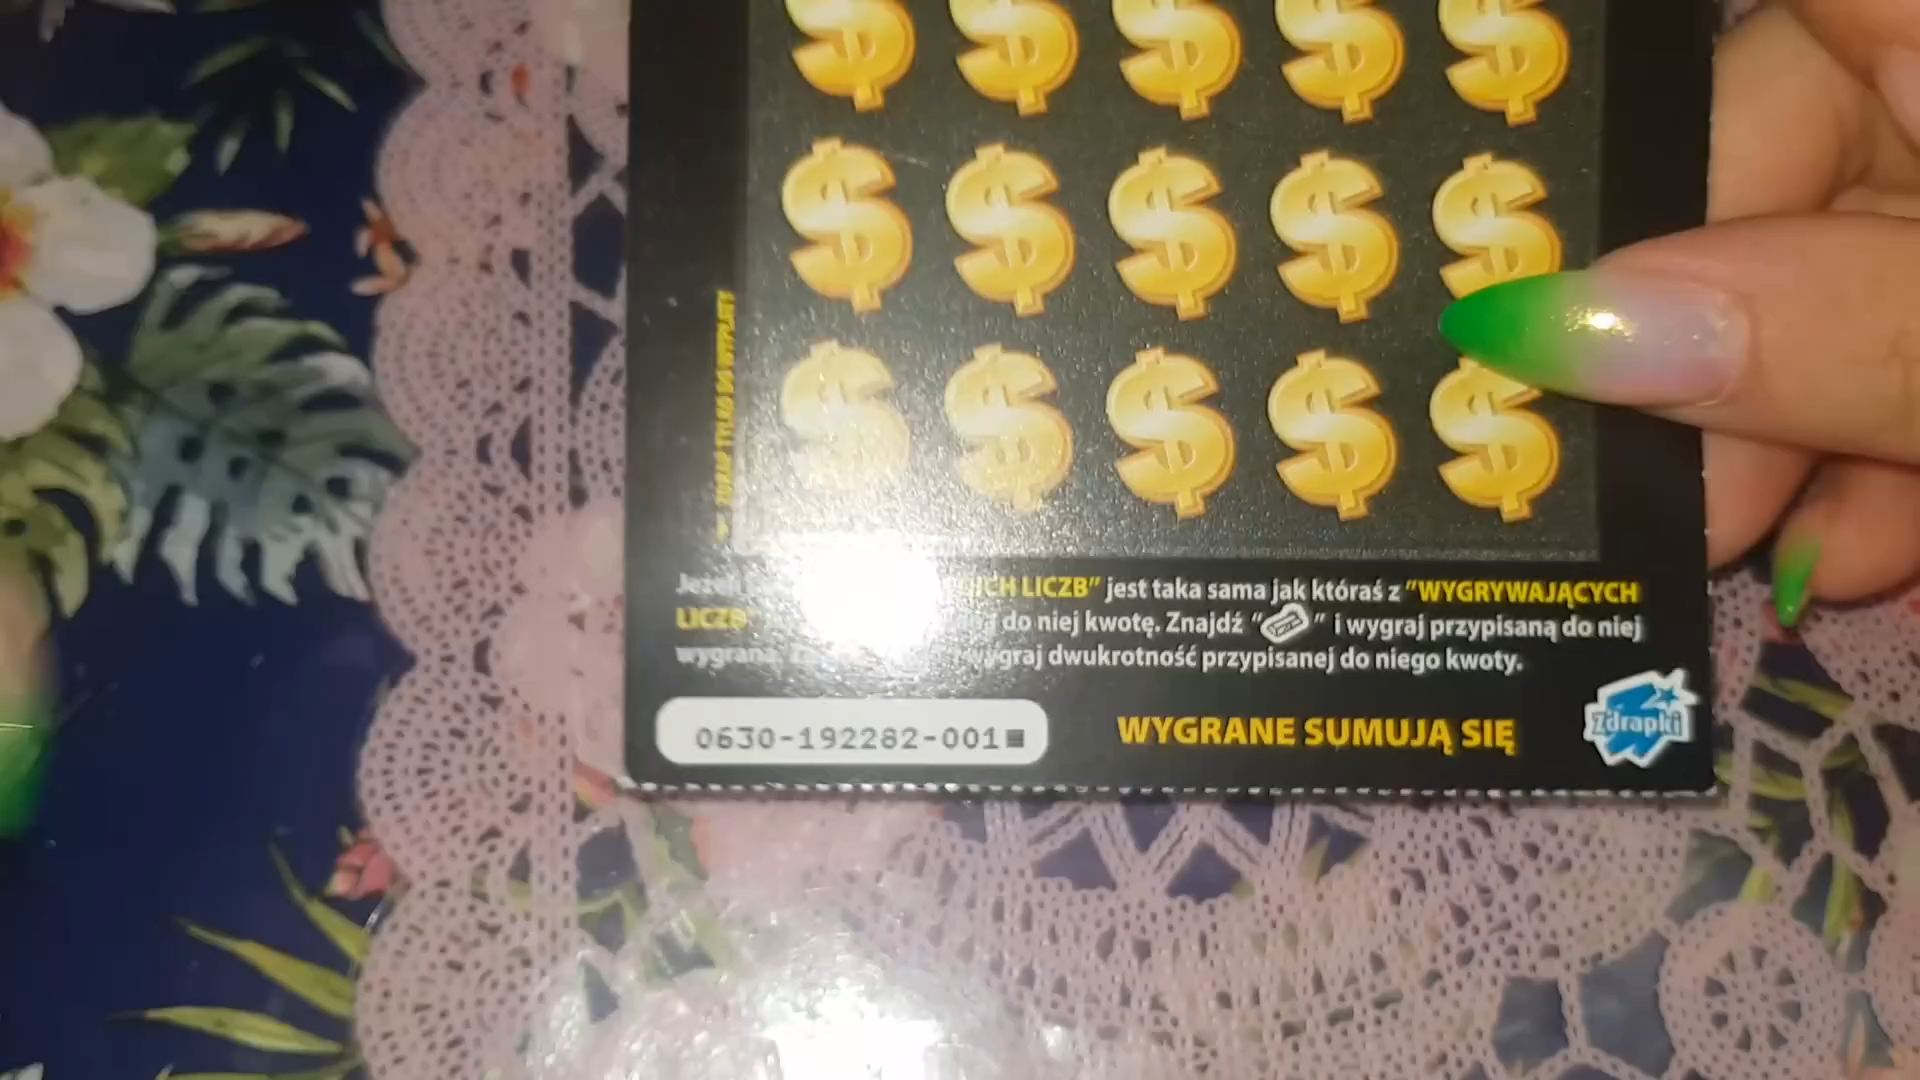 LICZB" jest taka sama jak któraś z "WYGRYWAJĄCYCH
LICZB" do niej kwotę. Znajdź " " i wygraj przypisaną do niej
wygraną. wygraj dwukrotność przypisanej do niego kwoty.
0630-192282-001
WYGRANE SUMUJĄ SIĘ
Zdrapki